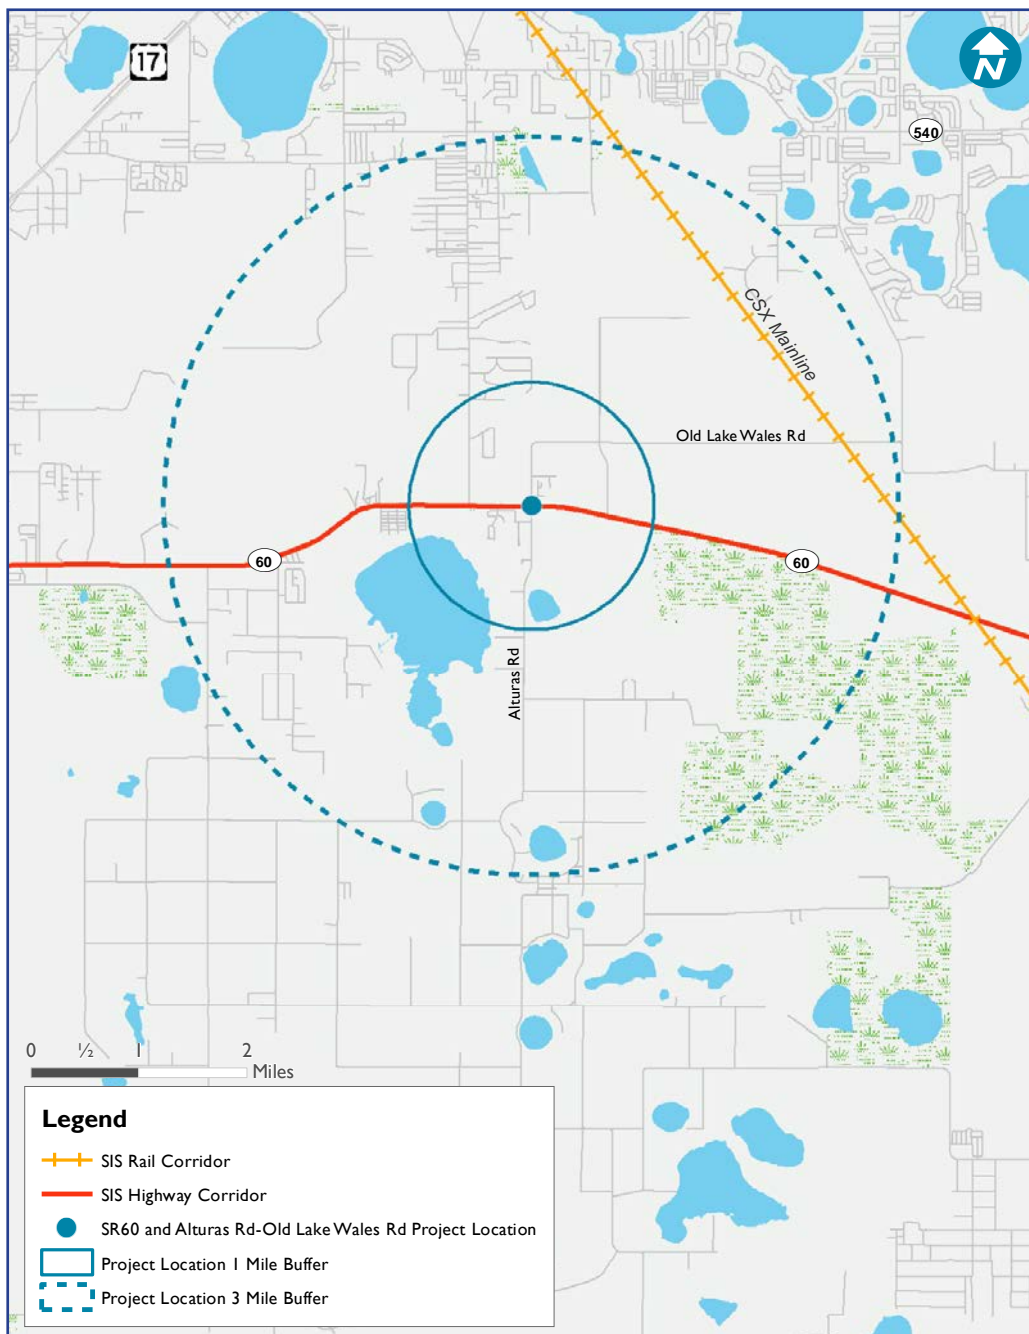 17
N
540
CSX Mainline
Old Lake Wales Rd
60
60
Alturas Rd
0 ½ 1 2
Miles
Legend
SIS Rail Corridor
SIS Highway Corridor
SR60 and Alturas Rd-Old Lake Wales Rd Project Location
Project Location 1 Mile Buffer
Project Location 3 Mile Buffer